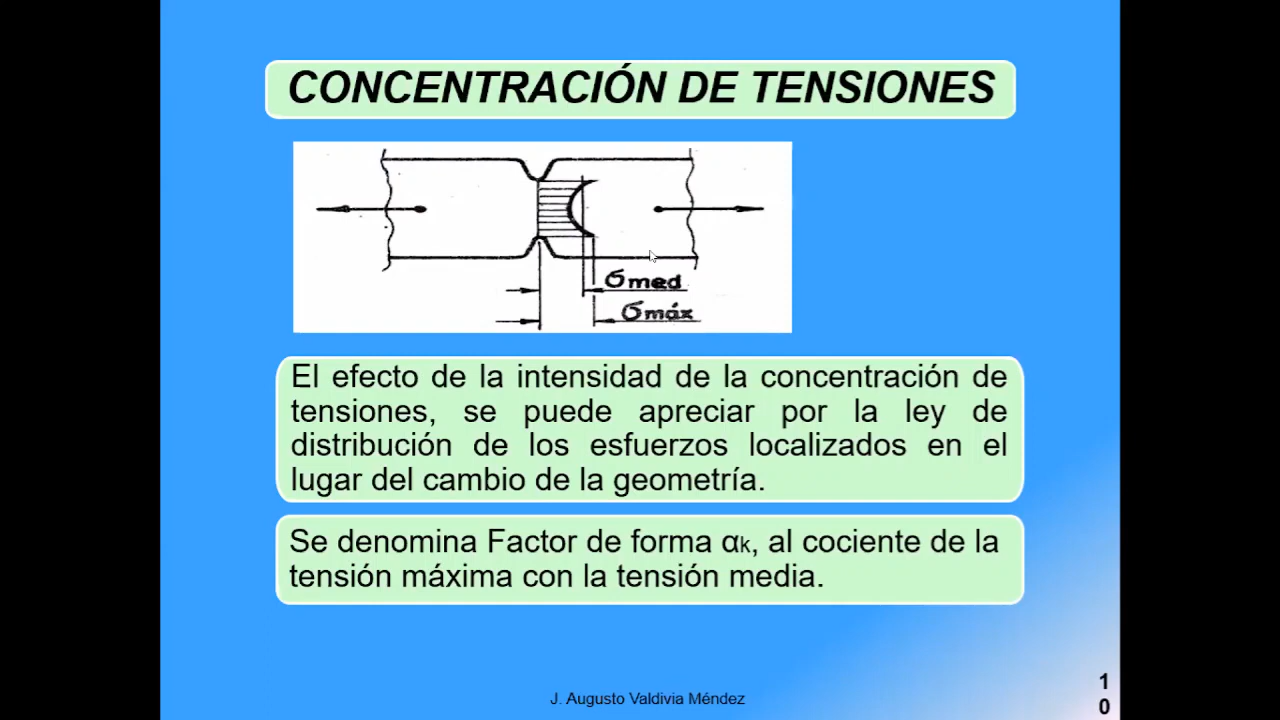 CONCENTRACIÓN DE TENSIONES
σmed
σmáx
El efecto de la intensidad de la concentración de
tensiones, se puede apreciar por la ley de
distribución de los esfuerzos localizados en el
lugar del cambio de la geometría.
Se denomina Factor de forma αk, al cociente de la
tensión máxima con la tensión media.
J. Augusto Valdivia Méndez
1
0